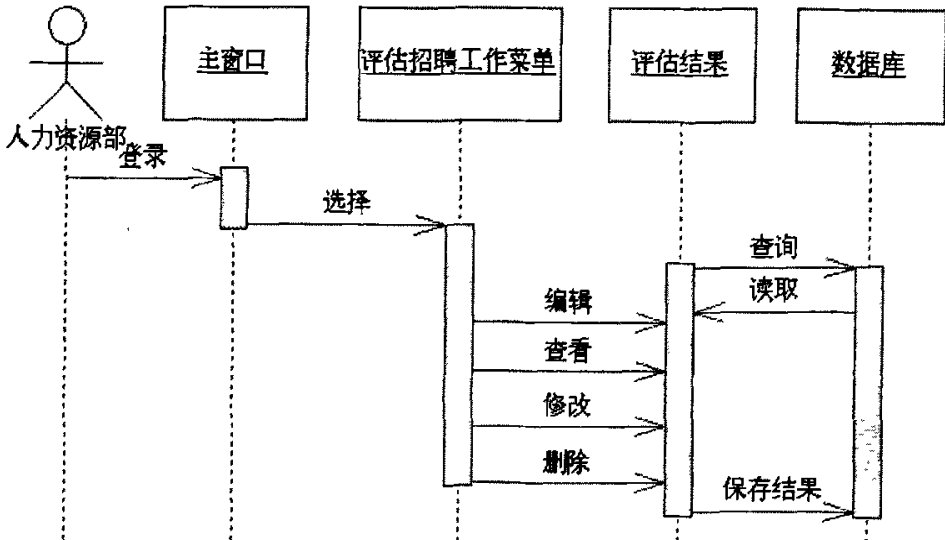 主窗口
评估招聘工作菜单
评估结果
数据库
人力资源部
登录
选择
查询
读取
编辑
查看
修改
删除
保存结果